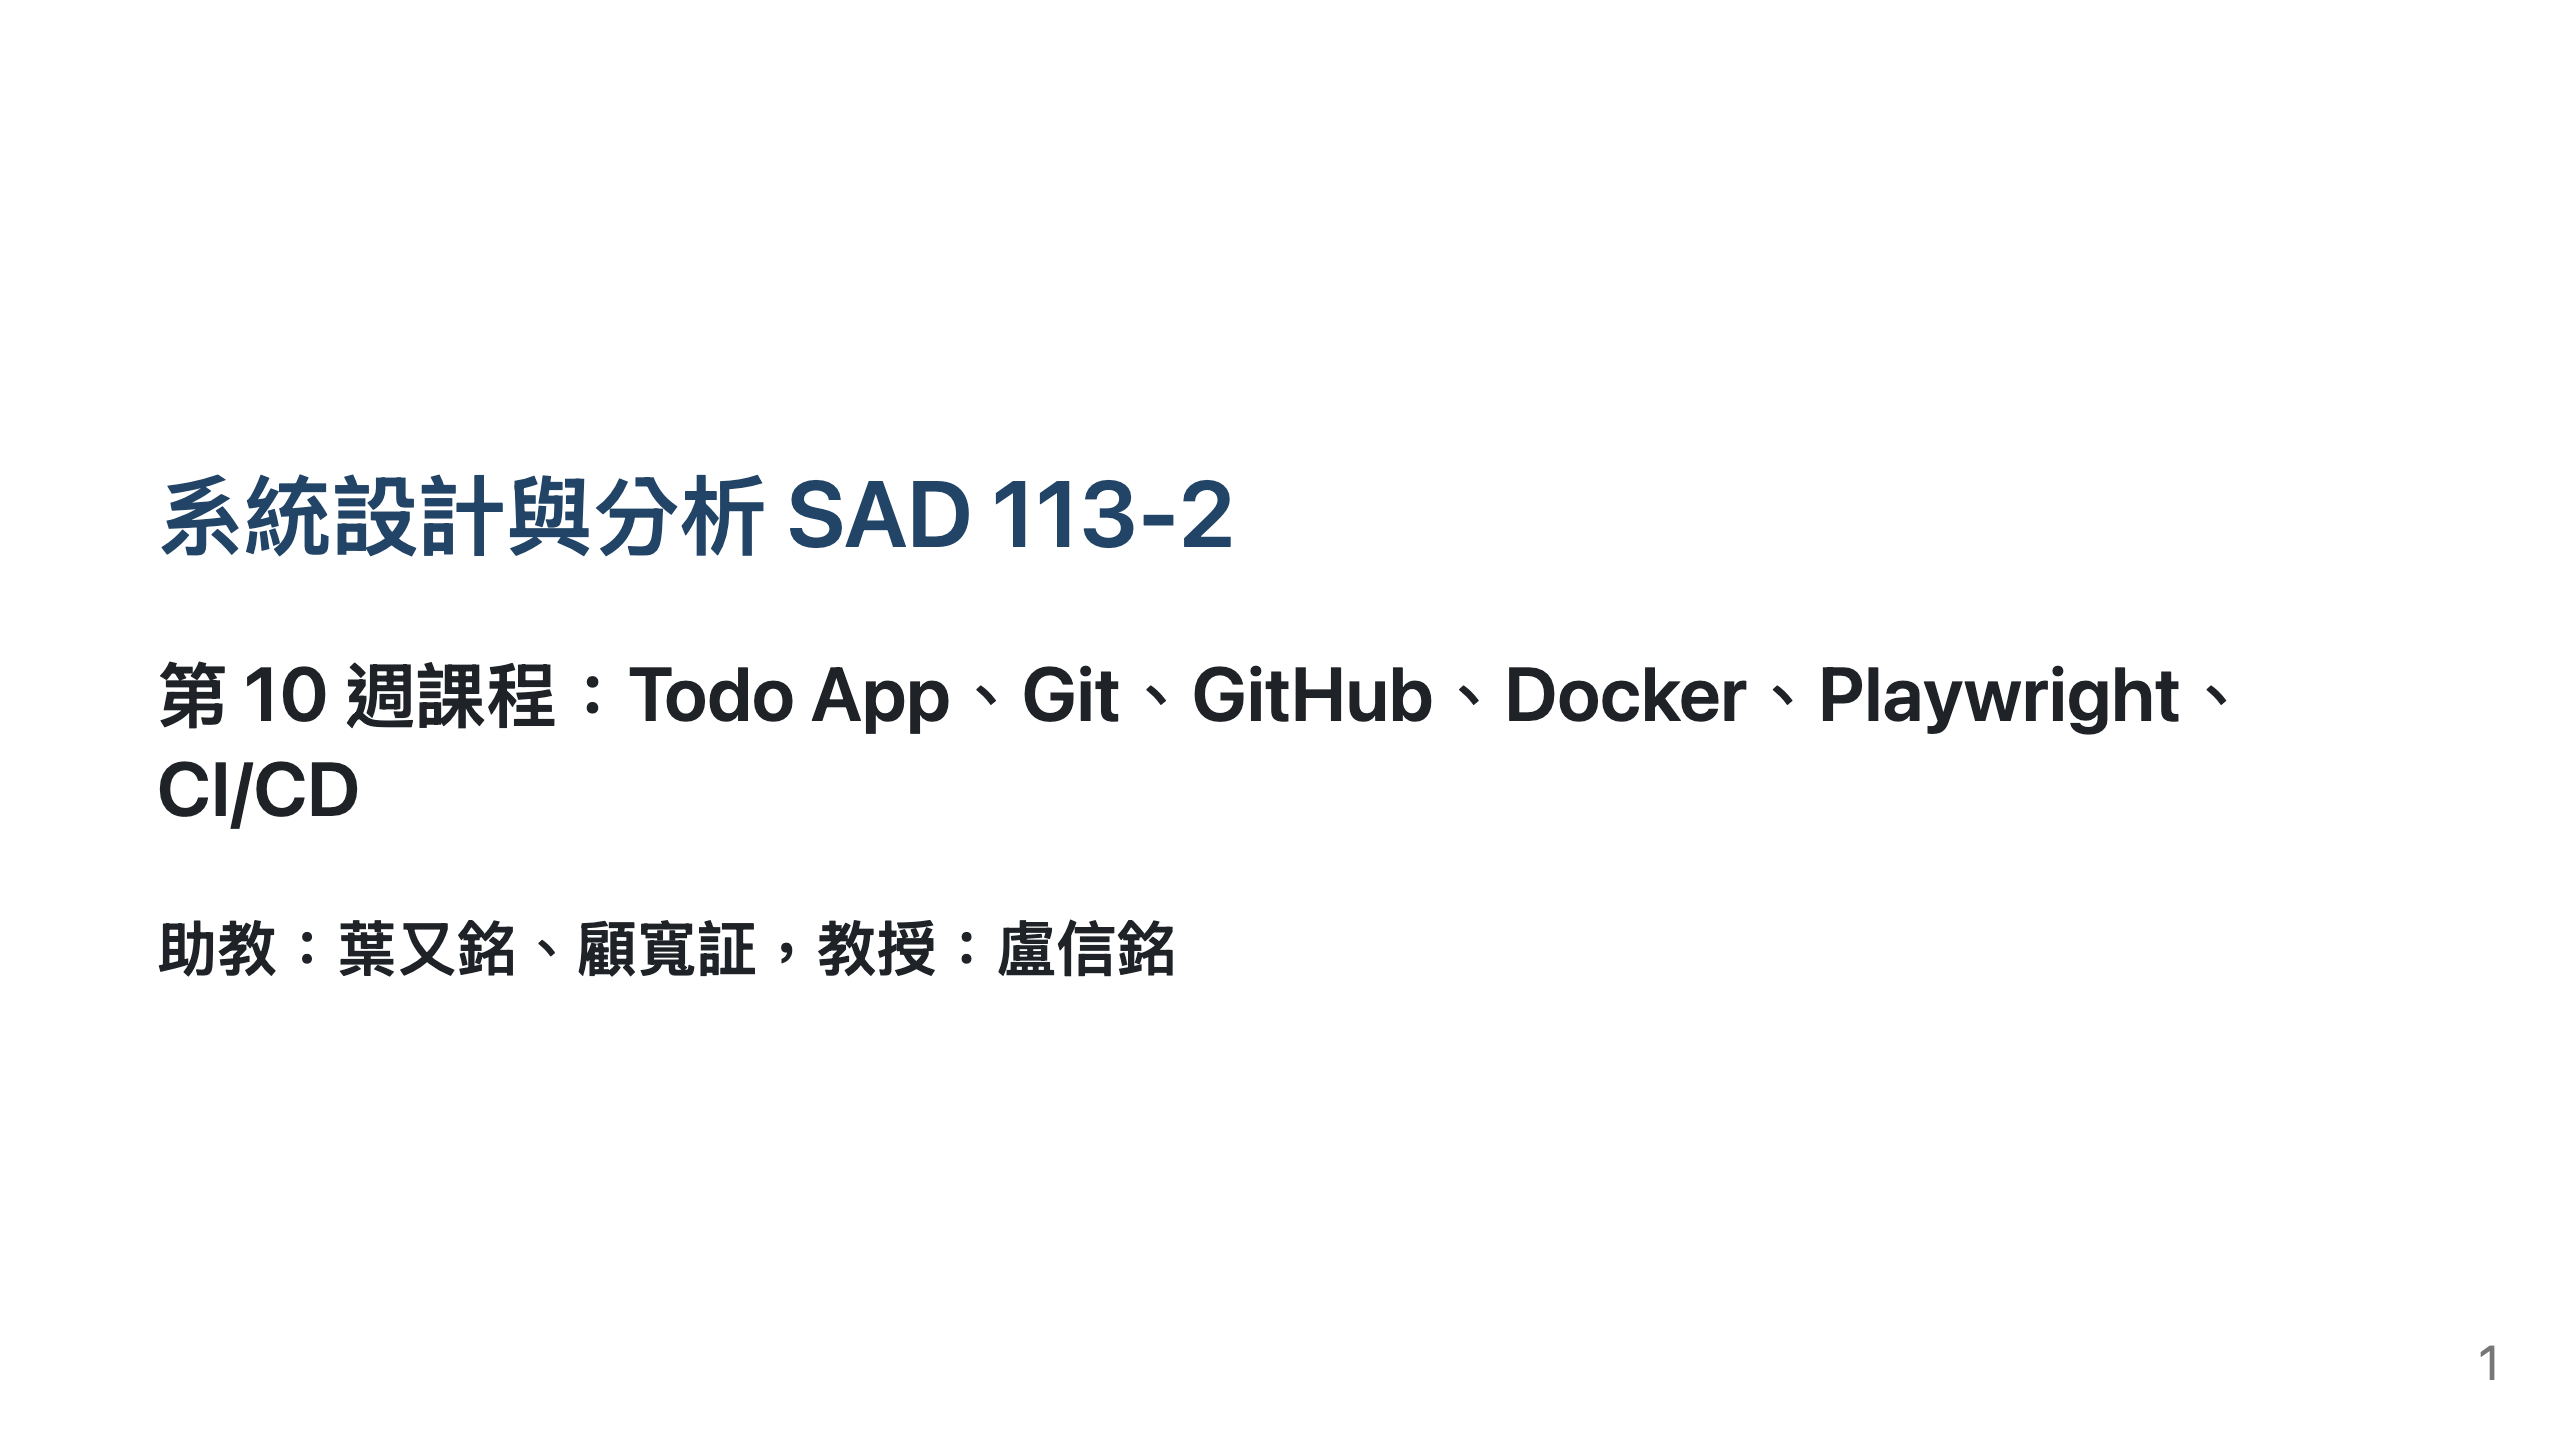 系統設計與分析 SAD 113-2
第 10 週課程：Todo App、Git、GitHub、Docker、Playwright、
CI/CD
助教：葉又銘、顧寬証，教授：盧信銘
1